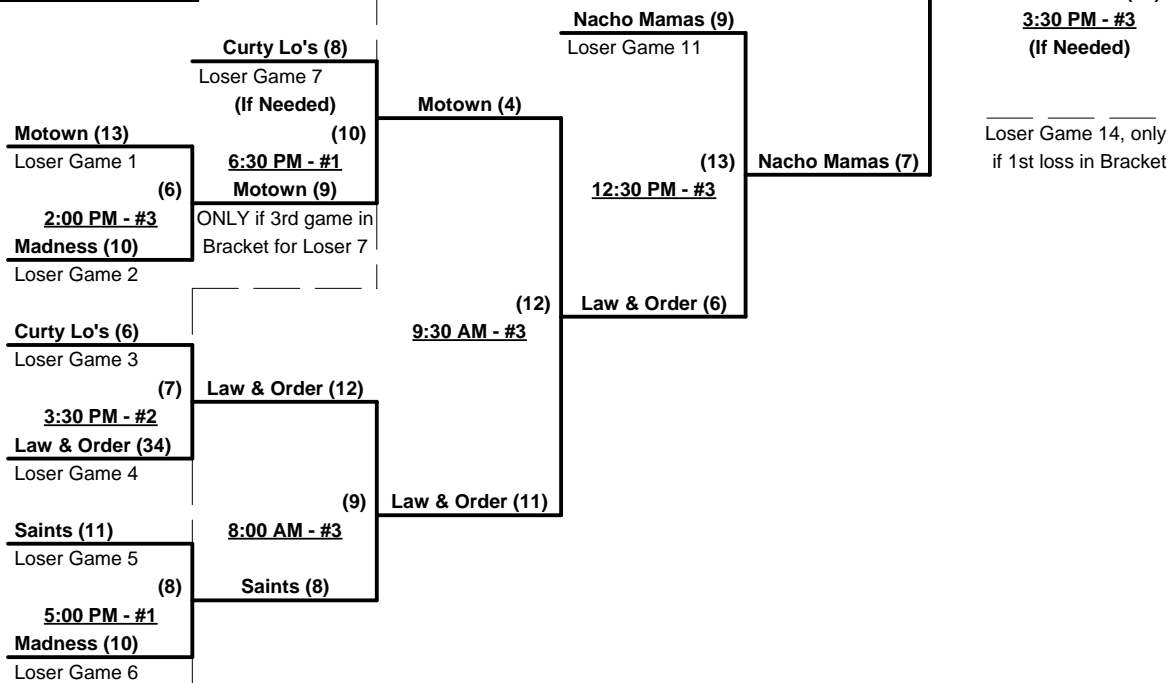 Nacho Mamas (9)
Loser Game 11
3:30 PM - #3
(If Needed)
Loser Game 14, only
if 1st loss in Bracket
Curty Lo's (8)
Loser Game 7
(If Needed)
(10)
6:30 PM - #1
Motown (9)
ONLY if 3rd game in
Bracket for Loser 7
Motown (4)
Motown (13)
Loser Game 1
(6)
2:00 PM - #3
Madness (10)
Loser Game 2
(13)
12:30 PM - #3
Nacho Mamas (7)
(12)
9:30 AM - #3
Law & Order (6)
Curty Lo's (6)
Loser Game 3
(7)
3:30 PM - #2
Law & Order (34)
Loser Game 4
Law & Order (12)
(9)
8:00 AM - #3
Law & Order (11)
Saints (11)
Loser Game 5
(8)
5:00 PM - #1
Madness (10)
Loser Game 6
Saints (8)